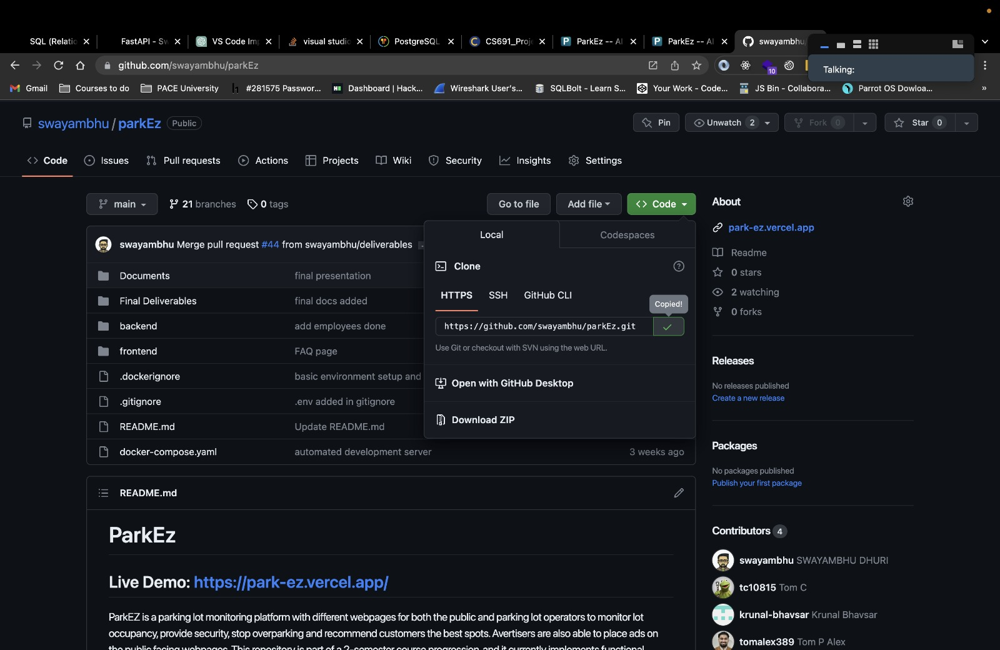 SQL (Relatio
FastAPI - Sw
VS Code Imp
visual studio
PostgreSQL
CS691_Proje
ParkEz -- AI
ParkEz -- AI
swayambhu/
github.com/swayambhu/parkEz
10
Talking:
Gmail
Courses to do
PACE University
#281575 Passwor...
Dashboard | Hack...
Wireshark User's...
SQLBolt - Learn S...
Your Work - Code...
JS Bin - Collabora...
Parrot OS Dowloa...
»
swayambhu / parkEz Public
Pin
Unwatch 2
Fork 0
Star 0
Code
Issues
Pull requests
Actions
Projects
Wiki
Security
Insights
Settings
main
21 branches
0 tags
Go to file
Add file
Code
swayambhu Merge pull request #44 from swayambhu/deliverables
Documents
final presentation
Final Deliverables
final docs added
backend
add employees done
frontend
FAQ page
.dockerignore
basic environment setup and
.gitignore
.env added in gitignore
README.md
Update README.md
docker-compose.yaml
automated development server
3 weeks ago
Local
Codespaces
Clone
HTTPS
SSH
GitHub CLI
Copied!
https://github.com/swayambhu/parkEz.git
Use Git or checkout with SVN using the web URL.
Open with GitHub Desktop
Download ZIP
README.md
ParkEz
Live Demo: https://park-ez.vercel.app/
ParkEZ is a parking lot monitoring platform with different webpages for both the public and parking lot operators to monitor lot
occupancy, provide security, stop overparking and recommend customers the best spots. Avertisers are also able to place ads on
the public facing webpages. This repository is part of a 2-semester course progression, and it currently implements functional
About
park-ez.vercel.app
Readme
0 stars
2 watching
0 forks
Releases
No releases published
Create a new release
Packages
No packages published
Publish your first package
Contributors 4
swayambhu SWAYAMBHU DHURI
tc10815 Tom C
krunal-bhavsar Krunal Bhavsar
tomalex389 Tom P Alex